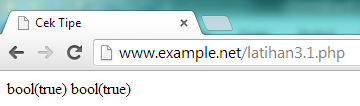 Cek Tipe
www.example.net/latihan3.1.php
bool(true) bool(true)